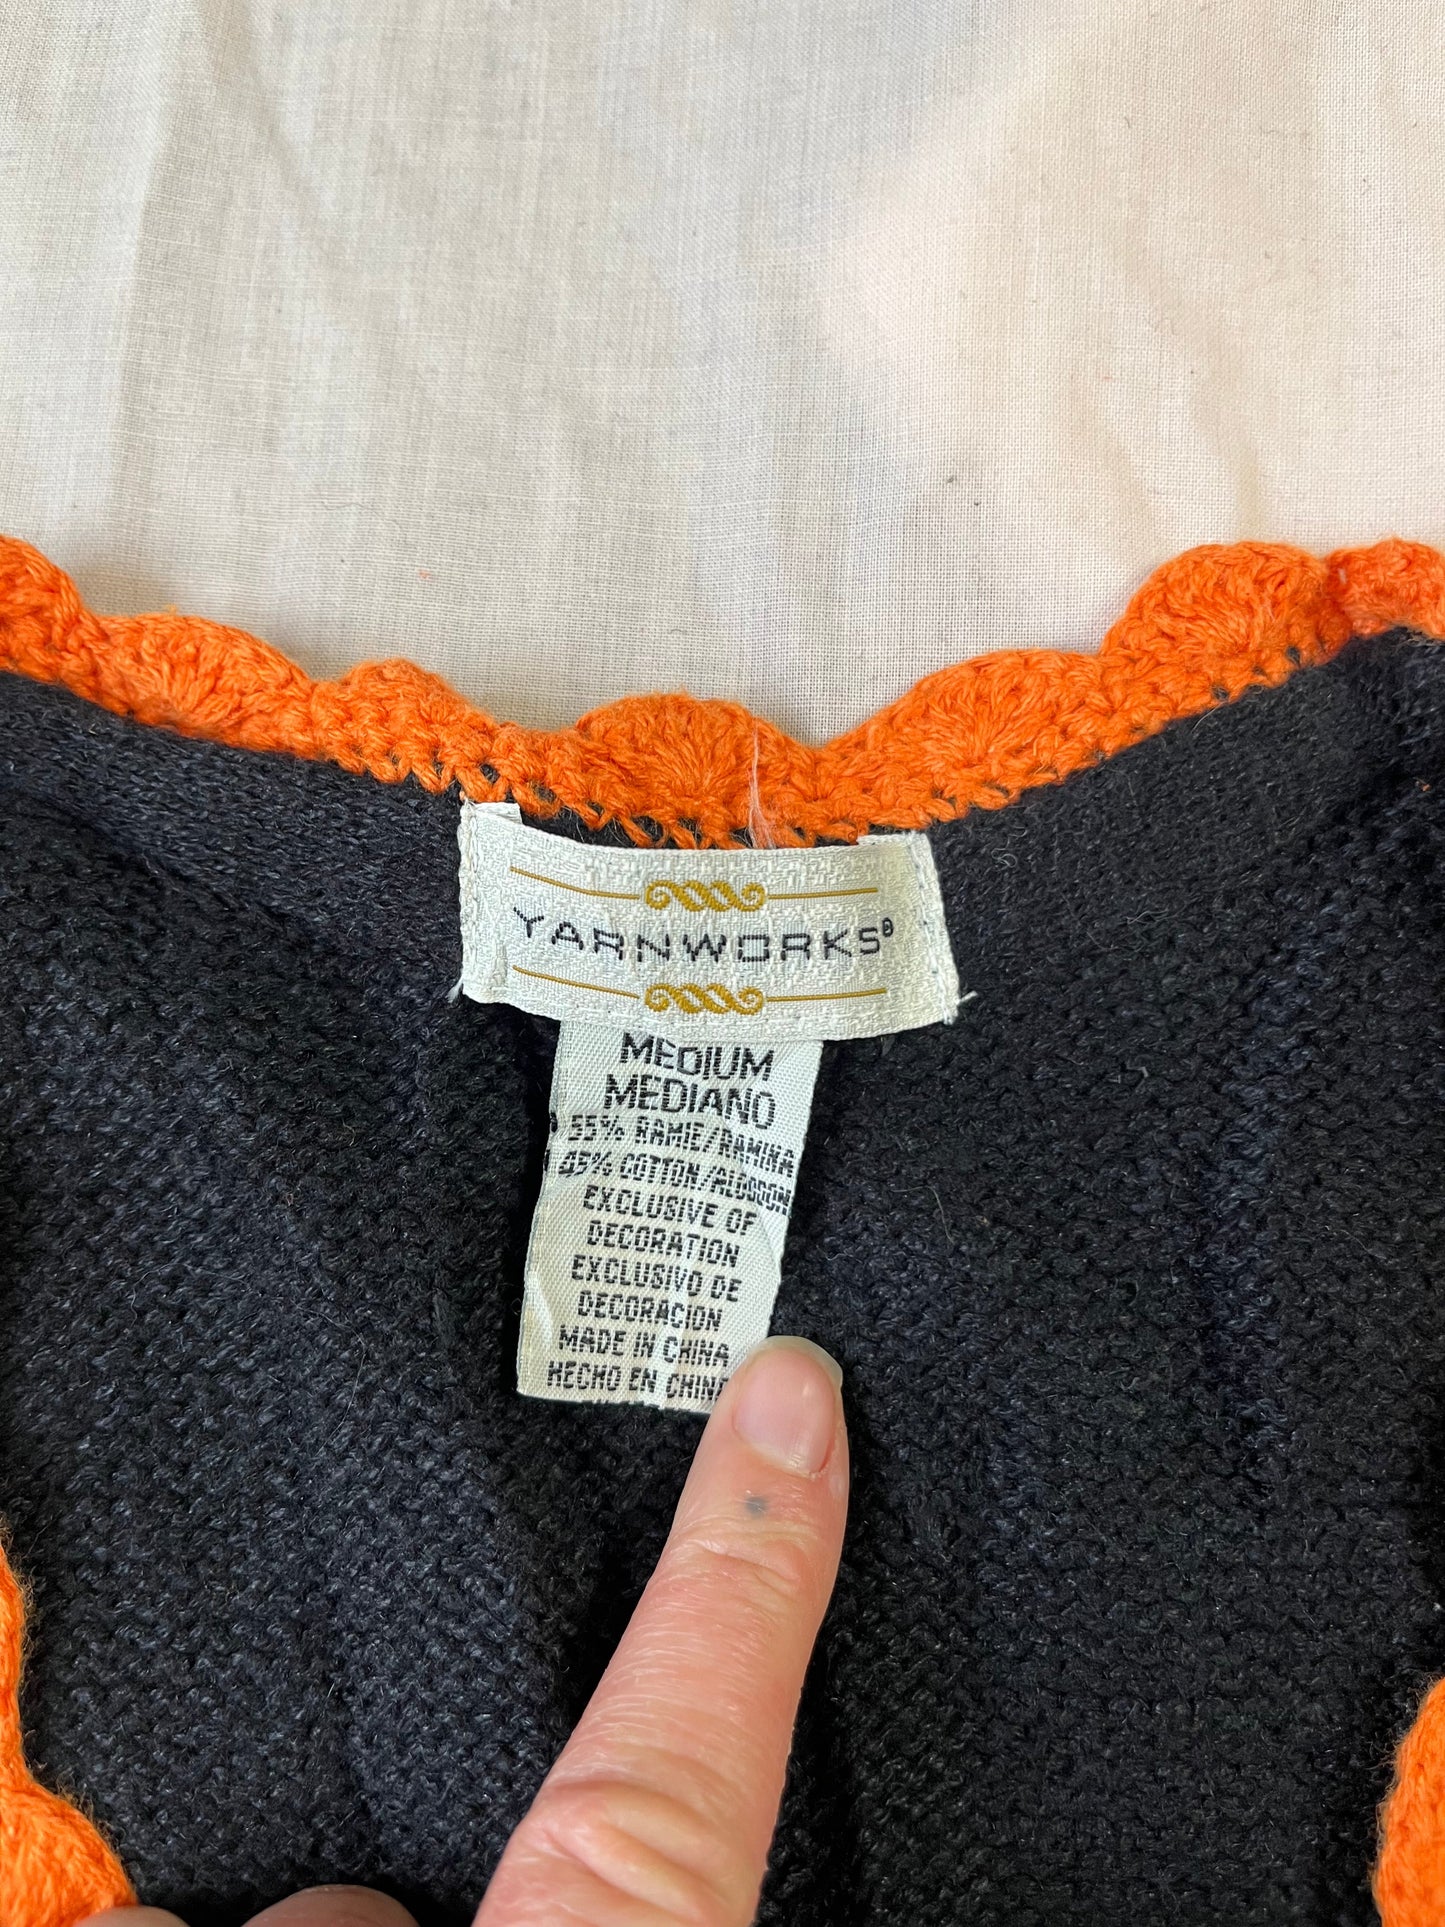 YARNWORKS®
MEDIUM
MEDIANO
55% RAMIE/RAMINA
45% COTTON/ALGODON
EXCLUSIVE OF
DECORATION
EXCLUSIVO DE
DECORACION
MADE IN CHINA
HECHO EN CHINA